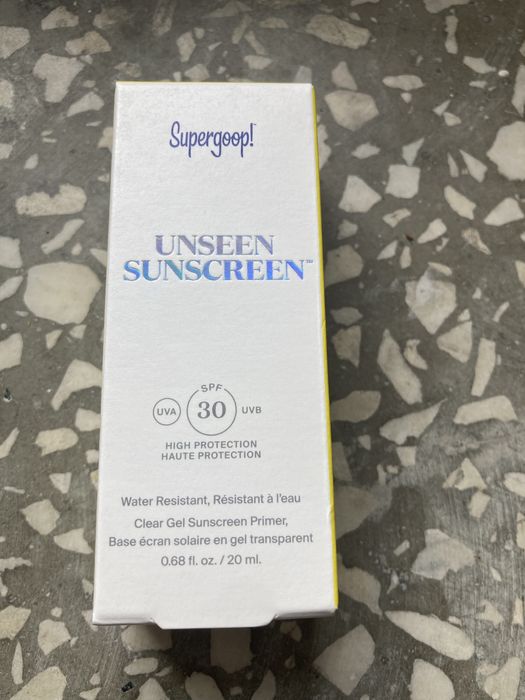 Supergoop!™
UNSEEN
SUNSCREEN™
SPF
UVA 30 UVB
HIGH PROTECTION
HAUTE PROTECTION
Water Resistant, Résistant à l'eau
Clear Gel Sunscreen Primer,
Base écran solaire en gel transparent
0.68 fl. oz. / 20 ml.